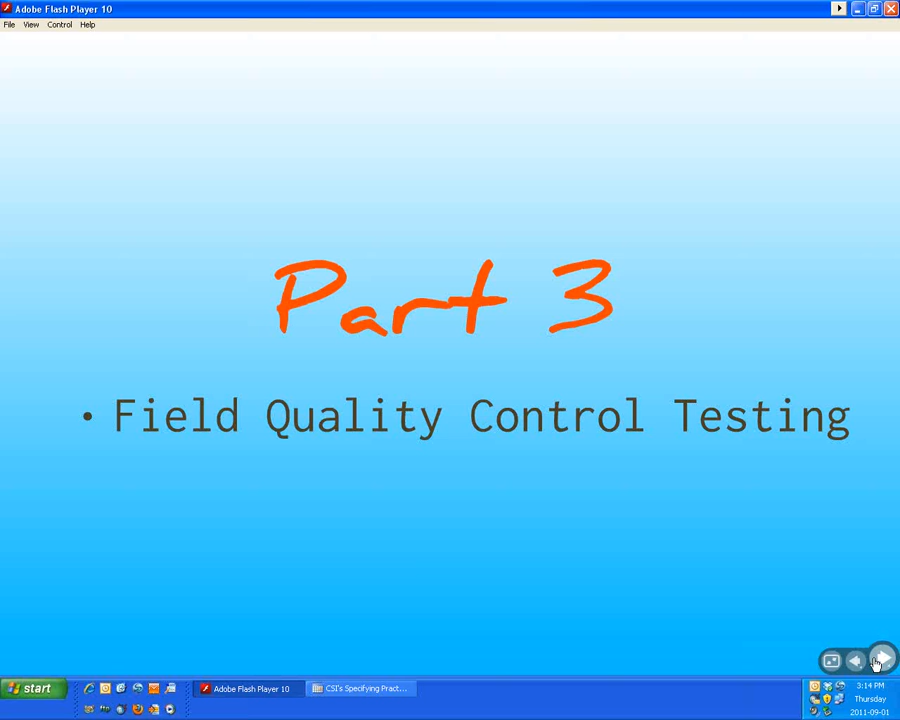 Adobe Flash Player 10
File View Control Help
Part 3
• Field Quality Control Testing
start
Adobe Flash Player 10
CSI's Specifying Pract...
3:14 PM
Thursday
2011-09-01